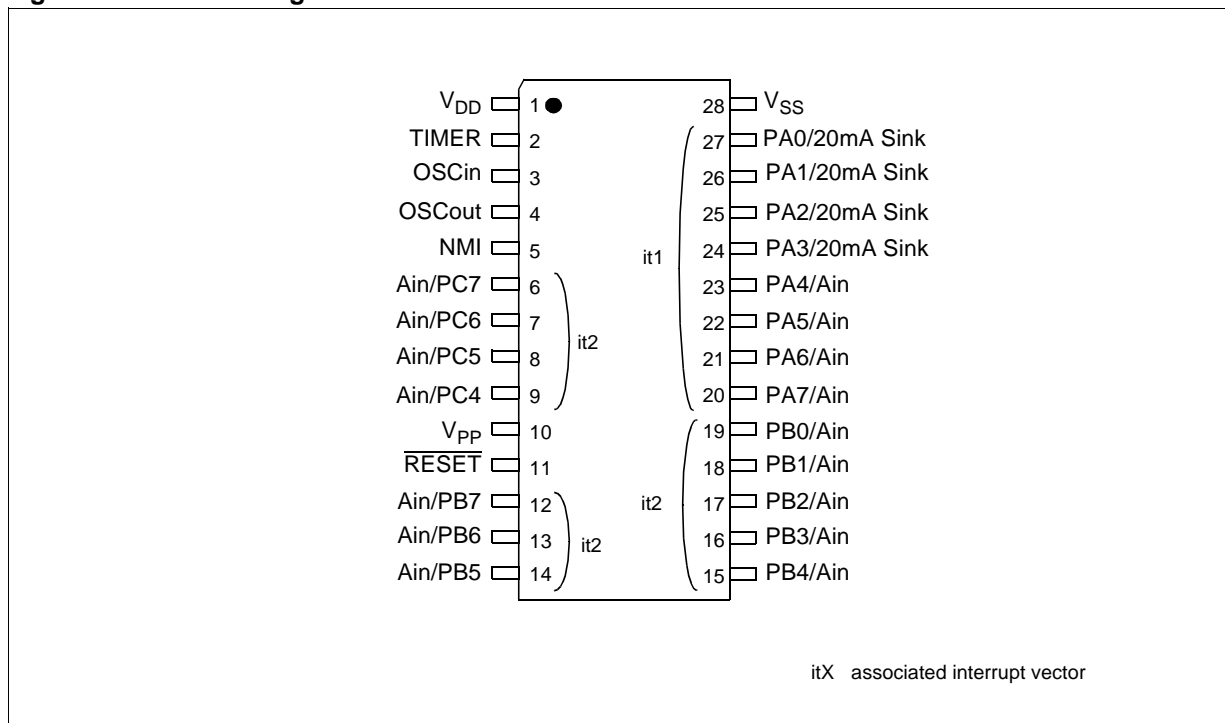 V_DD 1 28 V_SS
TIMER 2 27 PA0/20mA Sink
OSCin 3 26 PA1/20mA Sink
OSCout 4 25 PA2/20mA Sink
NMI 5 it1 24 PA3/20mA Sink
Ain/PC7 6 23 PA4/Ain
Ain/PC6 7 it2 22 PA5/Ain
Ain/PC5 8 21 PA6/Ain
Ain/PC4 9 20 PA7/Ain
V_PP 10 19 PB0/Ain
RESET 11 18 PB1/Ain
Ain/PB7 12 it2 17 PB2/Ain
Ain/PB6 13 it2 16 PB3/Ain
Ain/PB5 14 15 PB4/Ain
itX associated interrupt vector